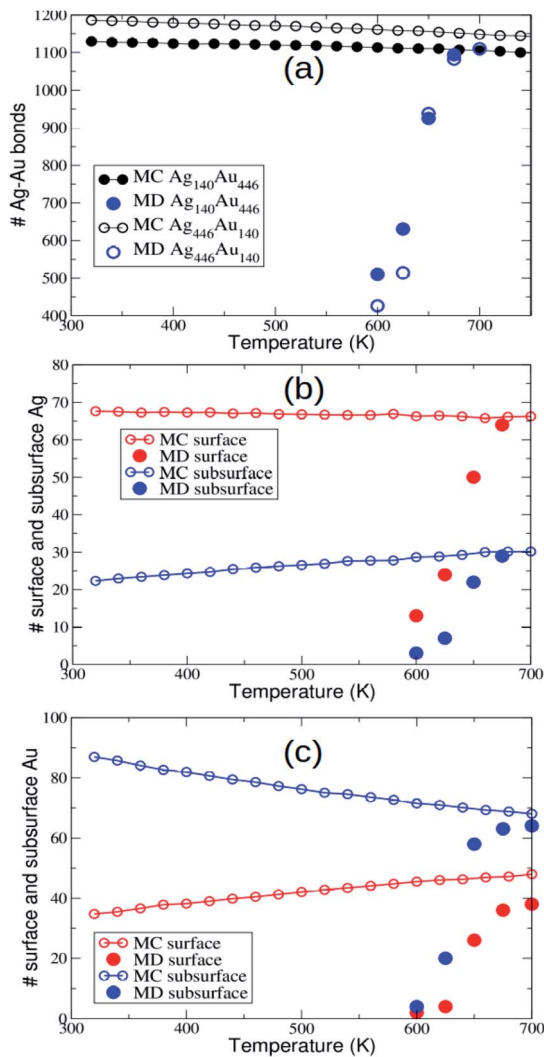 1200
1100
1000
900
800
700
600
500
400
# Ag-Au bonds
(a)
MC Ag140Au446
MD Ag140Au446
MC Ag446Au140
MD Ag446Au140
300 400 500 600 700
Temperature (K)
80
70
60
50
40
30
20
10
0
# surface and subsurface Ag
(b)
MC surface
MD surface
MC subsurface
MD subsurface
300 400 500 600 700
Temperature (K)
100
80
60
40
20
0
# surface and subsurface Au
(c)
MC surface
MD surface
MC subsurface
MD subsurface
300 400 500 600 700
Temperature (K)